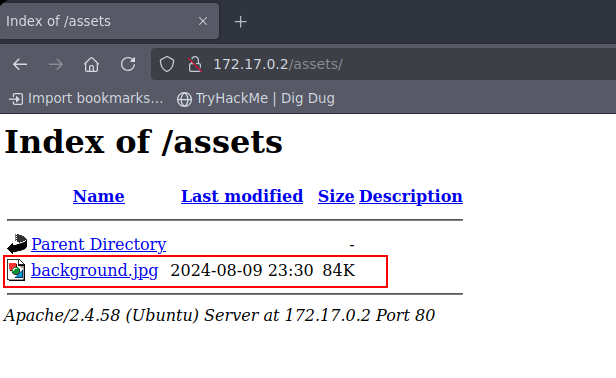 Index of /assets
172.17.0.2/assets/
Import bookmarks... TryHackMe | Dig Dug
Index of /assets
Name Last modified Size Description
Parent Directory -
background.jpg 2024-08-09 23:30 84K
Apache/2.4.58 (Ubuntu) Server at 172.17.0.2 Port 80